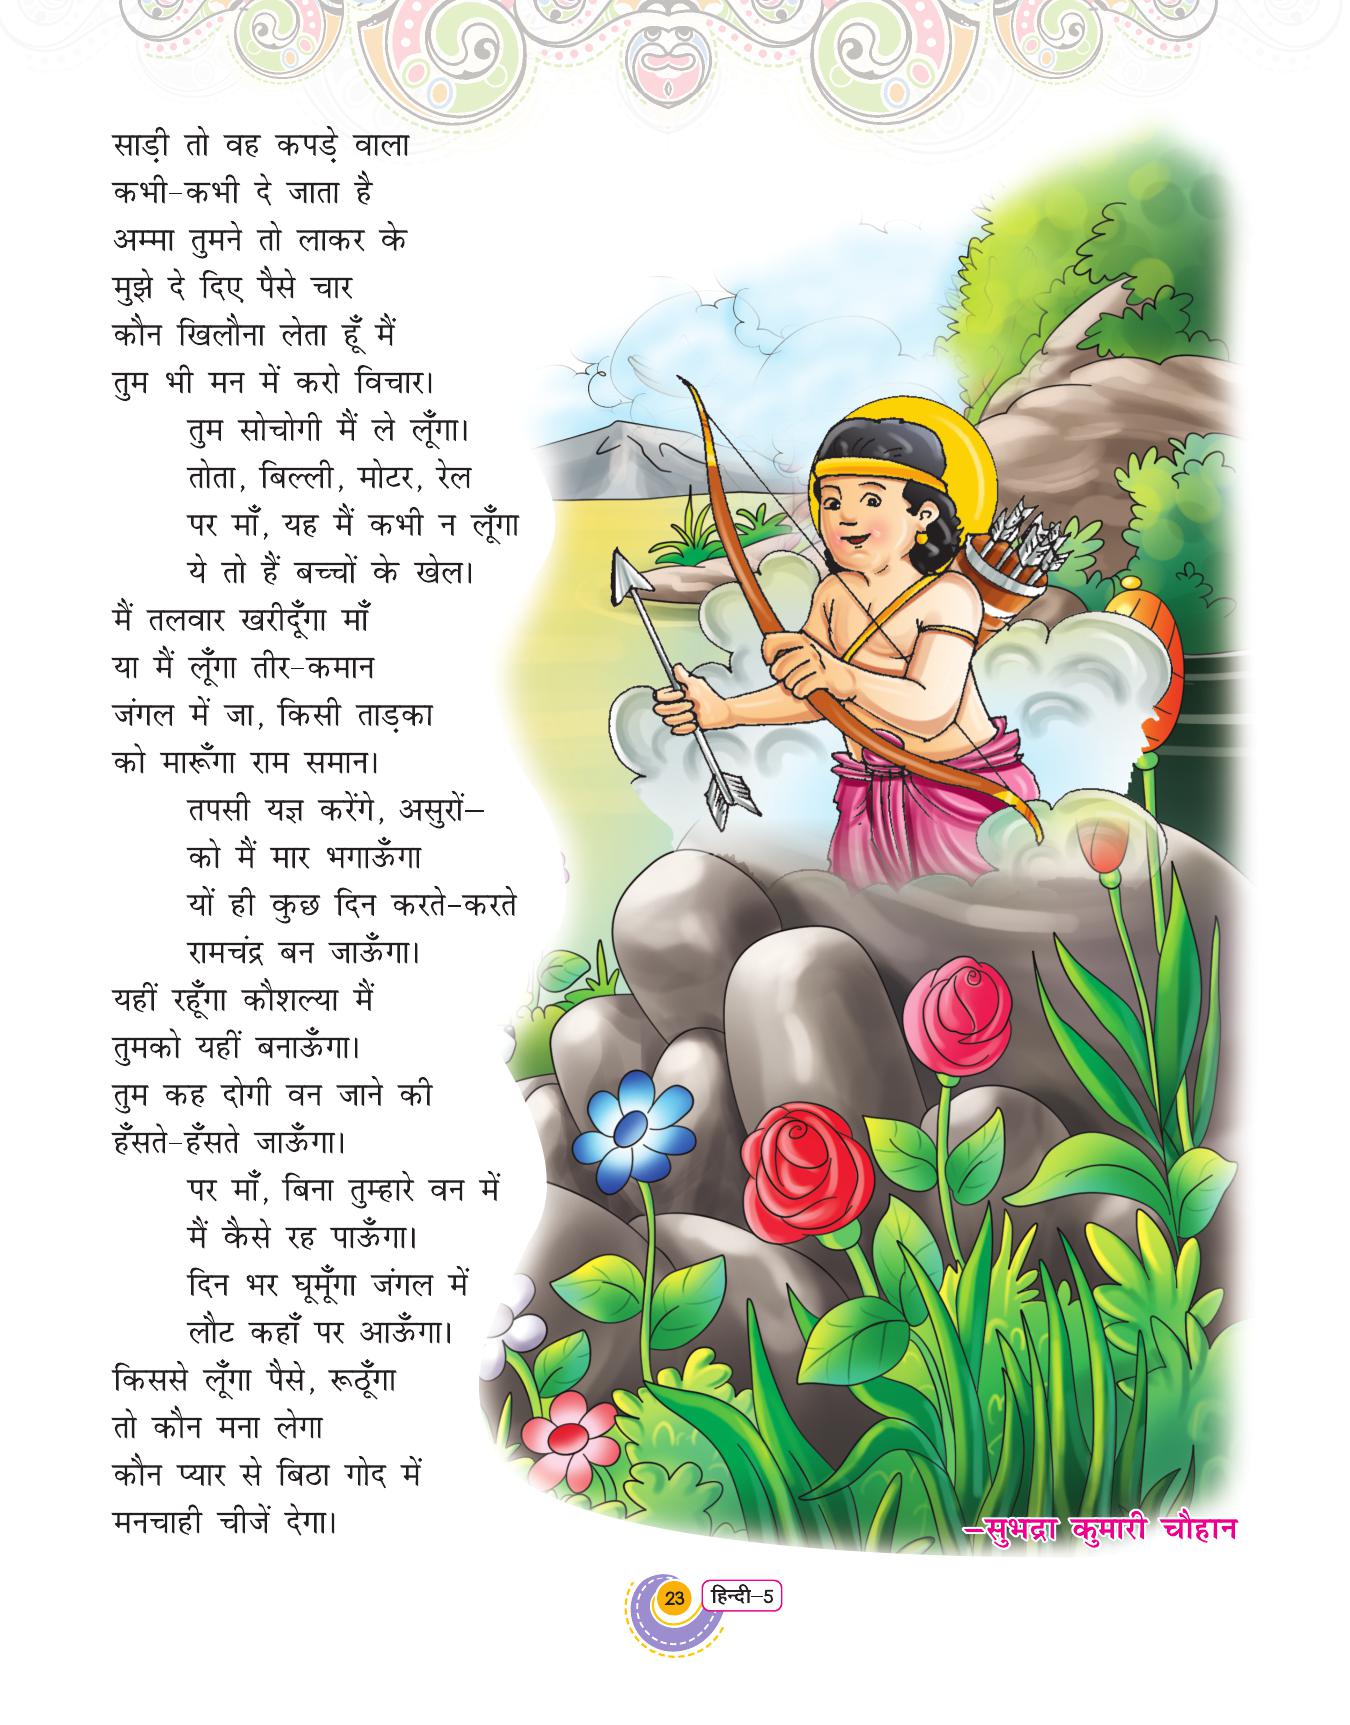 साड़ी तो वह कपड़े वाला
कभी-कभी दे जाता है
अम्मा तुमने तो लाकर के
मुझे दे दिए पैसे चार
कौन खिलौना लेता हूँ मैं
तुम भी मन में करो विचार।
तुम सोचोगी मैं ले लूँगा।
तोता, बिल्ली, मोटर, रेल
पर माँ, यह मैं कभी न लूँगा
ये तो हैं बच्चों के खेल।
मैं तलवार खरीदूँगा माँ
या मैं लूँगा तीर-कमान
जंगल में जा, किसी ताड़का
को मारूँगा राम समान।
तपसी यज्ञ करेंगे, असुरों–
को मैं मार भगाऊँगा
यों ही कुछ दिन करते-करते
रामचंद्र बन जाऊँगा।
यहीं रहूँगा कौशल्या मैं
तुमको यहीं बनाऊँगा।
तुम कह दोगी वन जाने की
हँसते-हँसते जाऊँगा।
पर माँ, बिना तुम्हारे वन में
मैं कैसे रह पाऊँगा।
दिन भर घूमूँगा जंगल में
लौट कहाँ पर आऊँगा।
किससे लूँगा पैसे, रूठूँगा
तो कौन मना लेगा
कौन प्यार से बिठा गोद में
मनचाही चीजें देगा।
–सुभद्रा कुमारी चौहान
23 हिन्दी–5